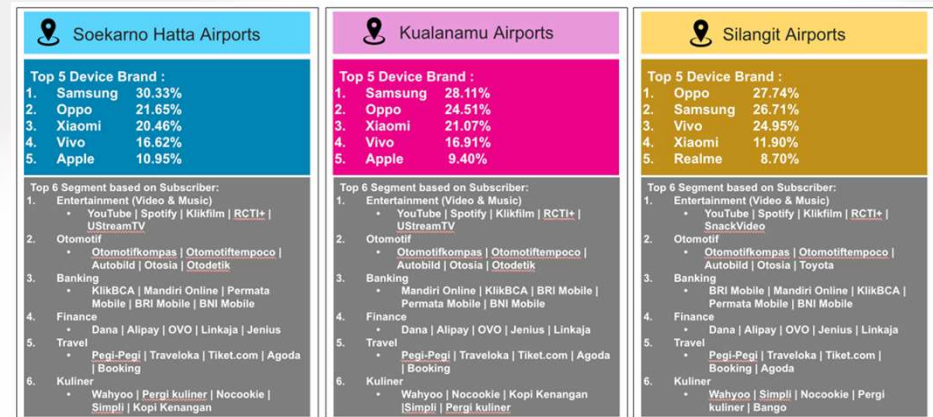 Soekarno Hatta Airports
Top 5 Device Brand :
1. Samsung 30.33%
2. Oppo 21.65%
3. Xiaomi 20.46%
4. Vivo 16.62%
5. Apple 10.95%
Top 6 Segment based on Subscriber:
1. Entertainment (Video & Music)
• YouTube | Spotify | Klikfilm | RCTI+ |
UStreamTV
2. Otomotif
• Otomotifkompas | Otomotiftempoco |
Autobild | Otosia | Otodetik
3. Banking
• KlikBCA | Mandiri Online | Permata
Mobile | BRI Mobile | BNI Mobile
4. Finance
• Dana | Alipay | OVO | Linkaja | Jenius
5. Travel
• Pegi-Pegi | Traveloka | Tiket.com | Agoda
| Booking
6. Kuliner
• Wahyoo | Pergi kuliner | Nocookie |
Simpli | Kopi Kenangan
Kualanamu Airports
Top 5 Device Brand :
1. Samsung 28.11%
2. Oppo 24.51%
3. Xiaomi 21.07%
4. Vivo 16.91%
5. Apple 9.40%
Top 6 Segment based on Subscriber:
1. Entertainment (Video & Music)
• YouTube | Spotify | Klikfilm | RCTI+ |
UStreamTV
2. Otomotif
• Otomotifkompas | Otomotiftempoco |
Autobild | Otosia | Otodetik
3. Banking
• Mandiri Online | KlikBCA | BRI Mobile |
Permata Mobile | BNI Mobile
4. Finance
• Dana | Alipay | OVO | Jenius | Linkaja
5. Travel
• Pegi-Pegi | Traveloka | Tiket.com | Agoda
| Booking
6. Kuliner
• Wahyoo | Nocookie | Kopi Kenangan
|Simpli | Pergi kuliner
Silangit Airports
Top 5 Device Brand :
1. Oppo 27.74%
2. Samsung 26.71%
3. Vivo 24.95%
4. Xiaomi 11.90%
5. Realme 8.70%
Top 6 Segment based on Subscriber:
1. Entertainment (Video & Music)
• YouTube | Spotify | Klikfilm | RCTI+ |
SnackVideo
2. Otomotif
• Otomotifkompas | Otomotiftempoco |
Autobild | Otosia | Toyota
3. Banking
• BRI Mobile | Mandiri Online | KlikBCA |
Permata Mobile | BNI Mobile
4. Finance
• Dana | Alipay | OVO | Jenius | Linkaja
5. Travel
• Pegi-Pegi | Traveloka | Tiket.com |
Booking | Agoda
6. Kuliner
• Wahyoo | Simpli | Nocookie | Pergi
kuliner | Bango